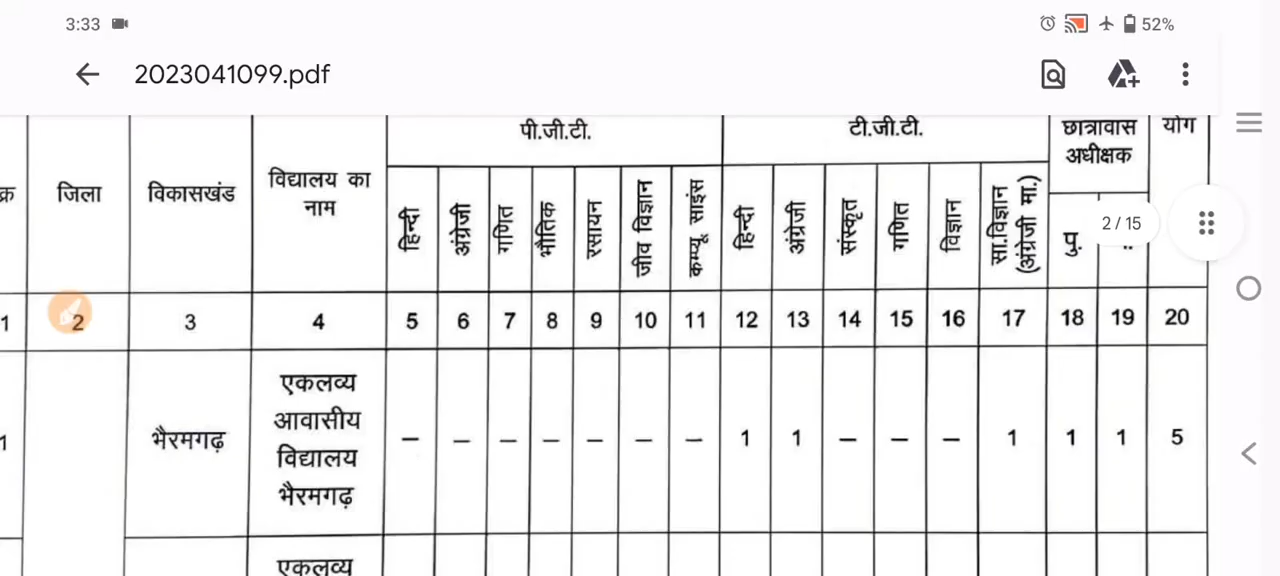 3:33 52%
2023041099.pdf
पी.जी.टी. टी.जी.टी. छात्रावास अधीक्षक योग
क्र जिला विकासखंड विद्यालय का नाम हिन्दी अंग्रेजी गणित भौतिक रसायन जीव विज्ञान कम्प्यू. साइंस हिन्दी अंग्रेजी संस्कृत गणित विज्ञान सा.विज्ञान (अंग्रेजी मा.) पु.
2 / 15
1 2 3 4 5 6 7 8 9 10 11 12 13 14 15 16 17 18 19 20
1 भैरमगढ़ एकलव्य आवासीय विद्यालय भैरमगढ़ – – – – – – – 1 1 – – – 1 1 1 5
एकलव्य